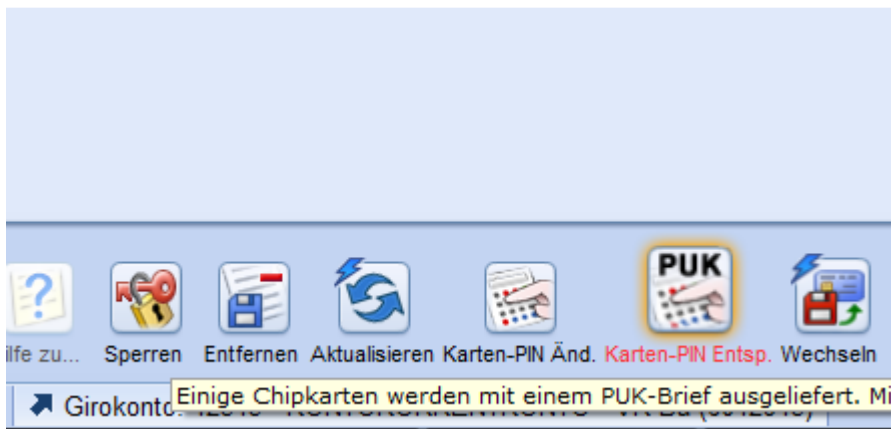 PUK
ilfe zu... Sperren Entfernen Aktualisieren Karten-PIN Änd. Karten-PIN Entsp. Wechseln
Einige Chipkarten werden mit einem PUK-Brief ausgeliefert. Mi
Girokonto: